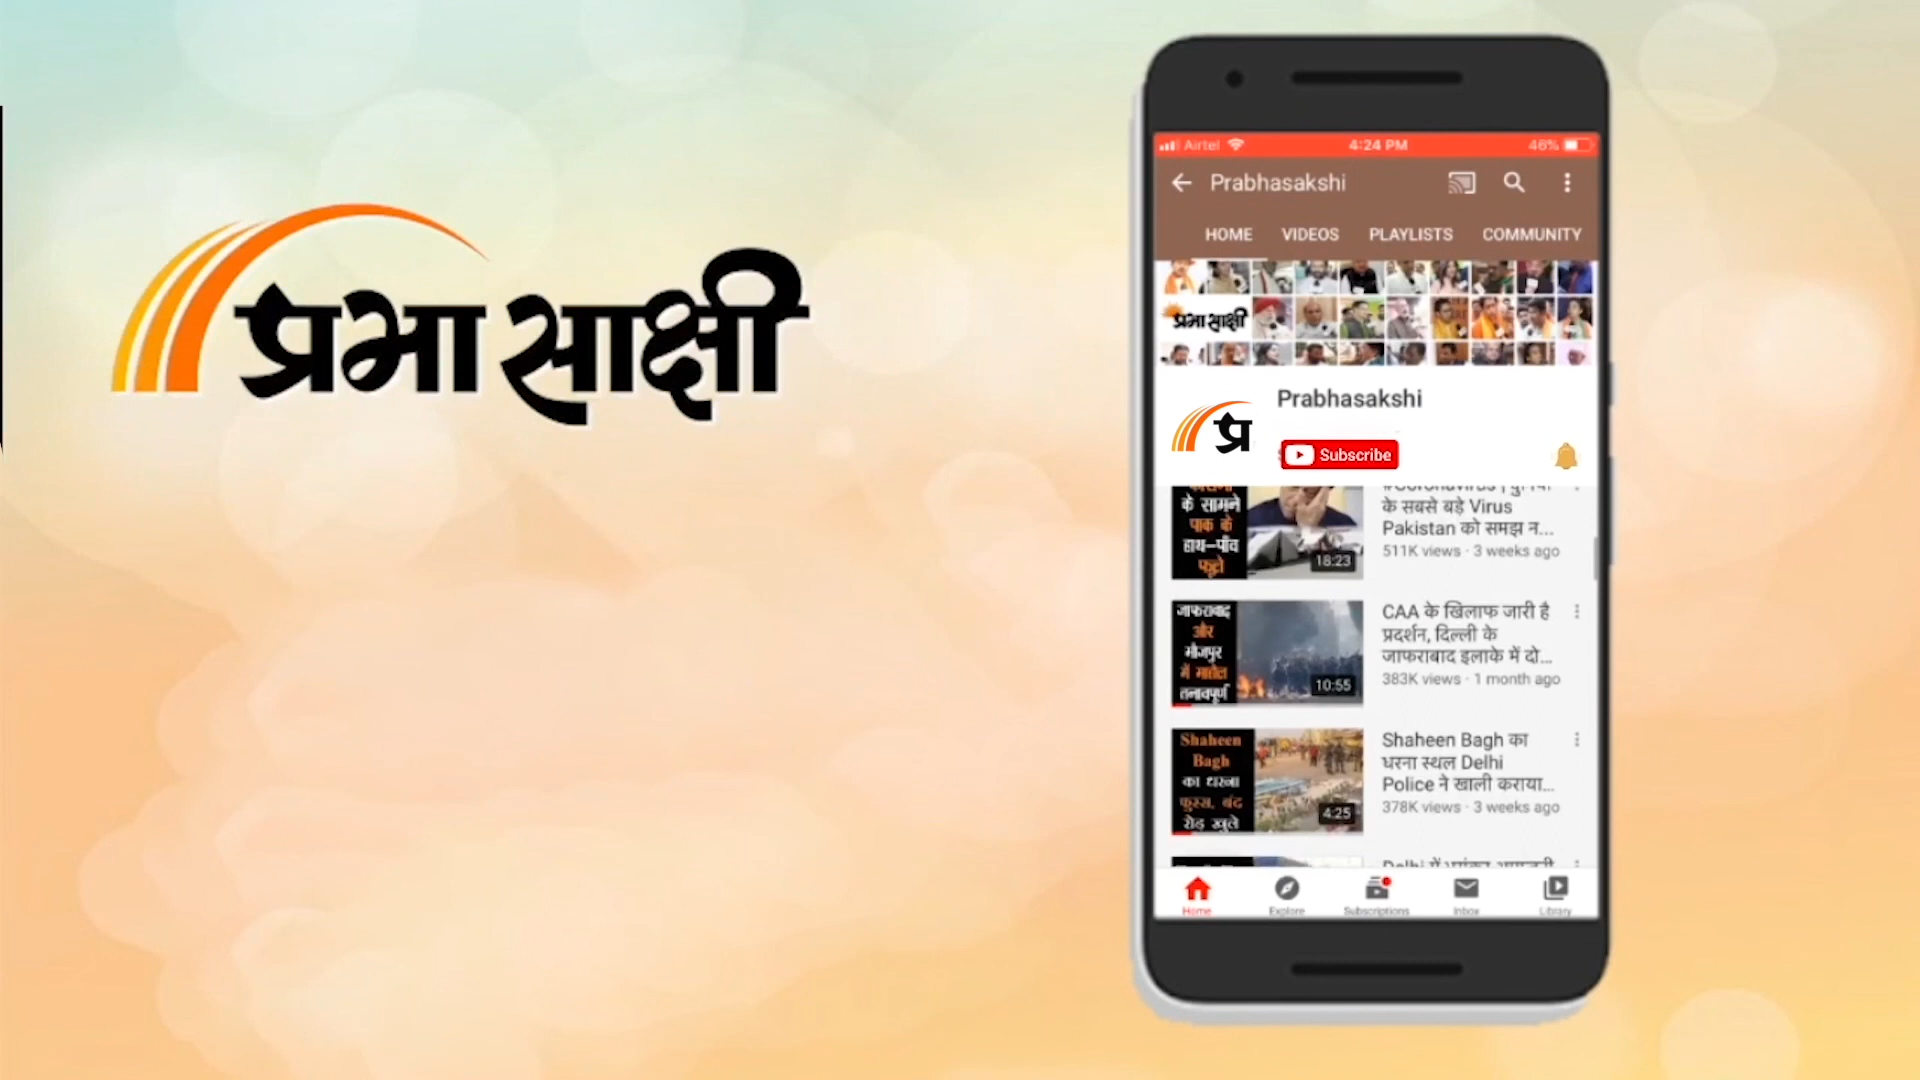 प्रभासाक्षी
Airtel 4:24 PM 46%
Prabhasakshi
HOME VIDEOS PLAYLISTS COMMUNITY
प्रभासाक्षी
Prabhasakshi
प्र
Subscribe
के सामने
पाक के
हाथ-पाँव
फूले
18:23
#Coronavirus |
के सबसे बड़े Virus
Pakistan को समझ न...
511K views · 3 weeks ago
जाफराबाद
और
मौजपुर
में माहौल
तनावपूर्ण
10:55
CAA के खिलाफ जारी है
प्रदर्शन, दिल्ली के
जाफराबाद इलाके में दो...
383K views · 1 month ago
Shaheen
Bagh
का धरना
फुस्स, बंद
रोड खुले
4:25
Shaheen Bagh का
धरना स्थल Delhi
Police ने खाली कराया...
378K views · 3 weeks ago
Delhi में
Home Explore Subscriptions Inbox Library